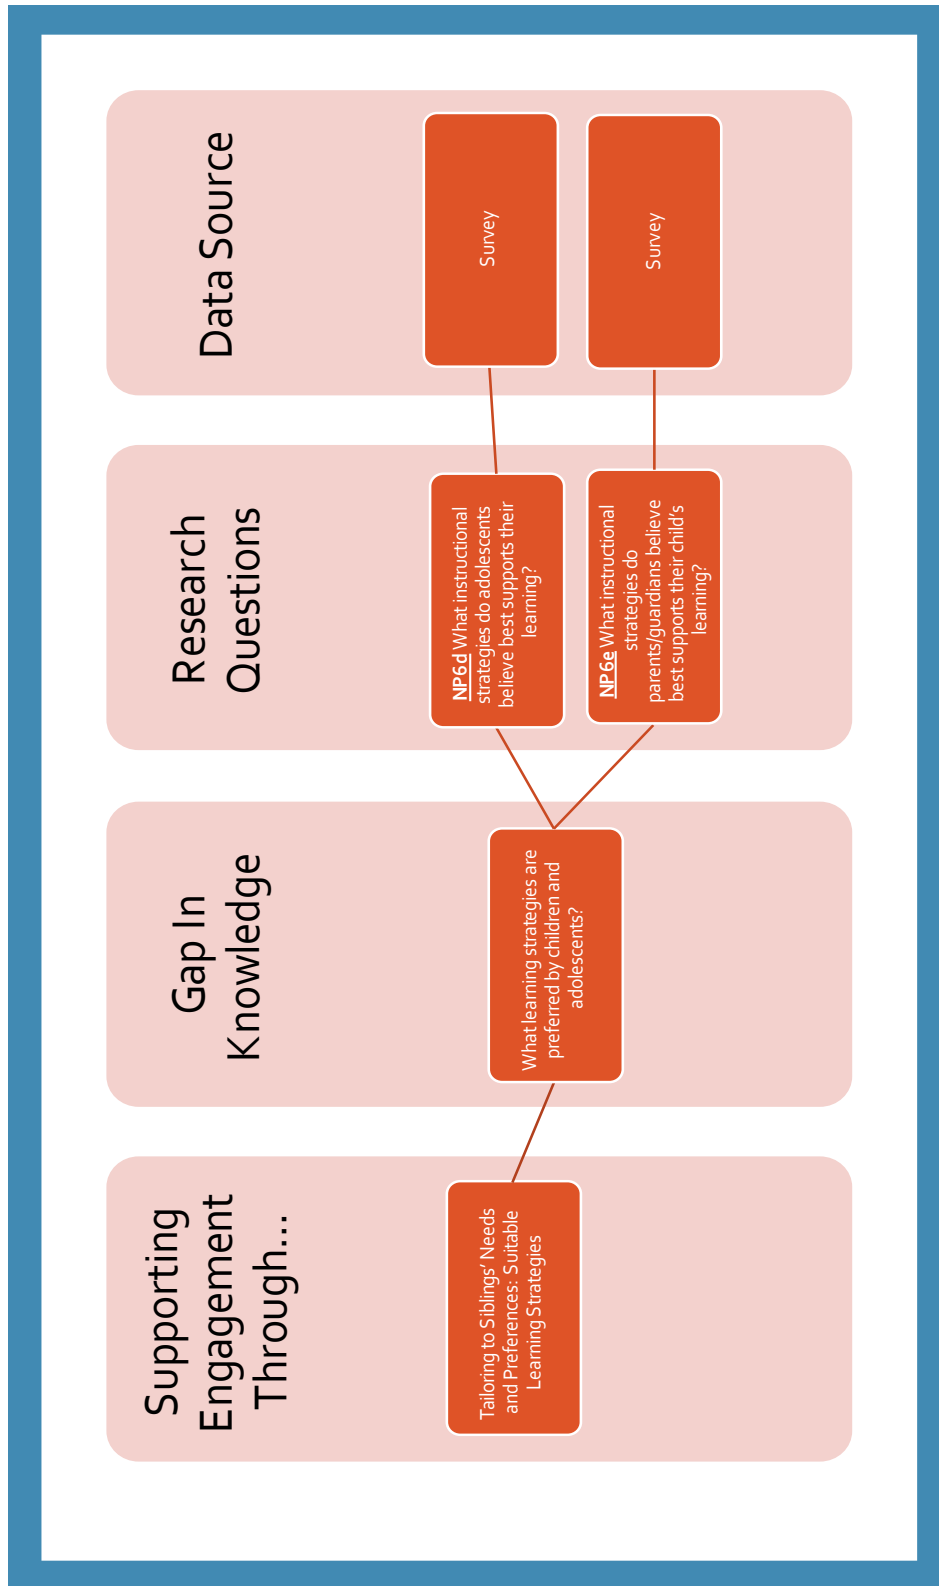 Supporting
Engagement
Through...
Tailoring to Siblings' Needs
and Preferences: Suitable
Learning Strategies
Gap In
Knowledge
What learning strategies are
preferred by children and
adolescents?
Research
Questions
NP6d What instructional
strategies do adolescents
believe best supports their
learning?
NP6e What instructional
strategies do
parents/guardians believe
best supports their child's
learning?
Data Source
Survey
Survey